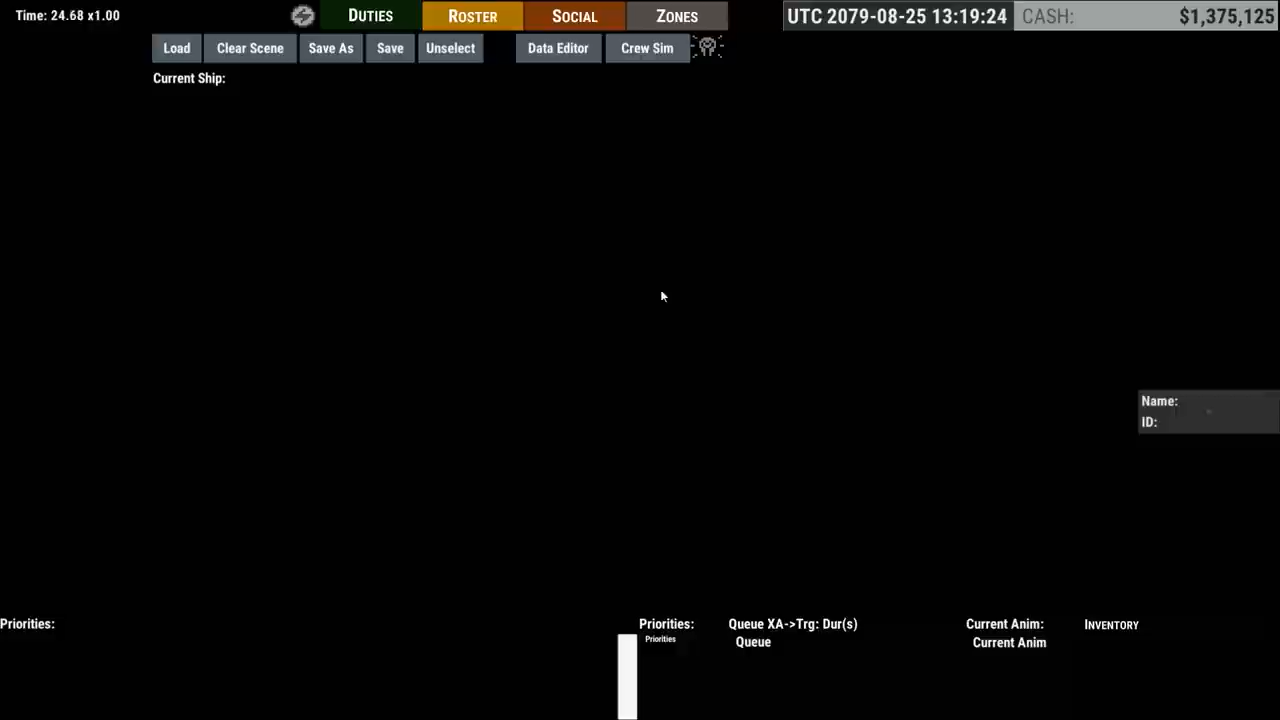 Time: 24.68 x1.00
DUTIES
ROSTER
SOCIAL
ZONES
UTC 2079-08-25 13:19:24
CASH: $1,375,125
Load
Clear Scene
Save As
Save
Unselect
Data Editor
Crew Sim
Current Ship:
Name:
ID:
Priorities:
Priorities:
Queue XA->Trg: Dur(s)
Current Anim:
INVENTORY
Priorities
Queue
Current Anim